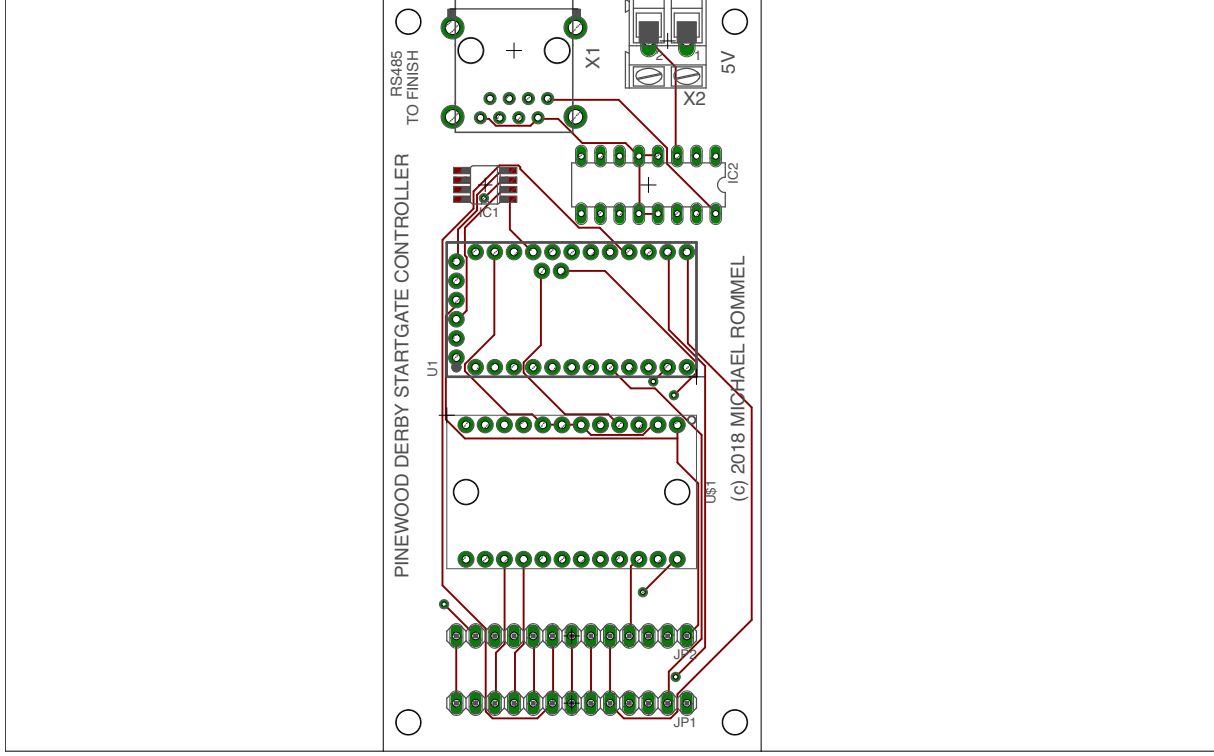 RS485
TO FINISH
X1
2
1
5V
X2
IC2
IC1
PINEWOOD DERBY STARTGATE CONTROLLER
U1
(c) 2018 MICHAEL ROMMEL
U$1
JP2
JP1